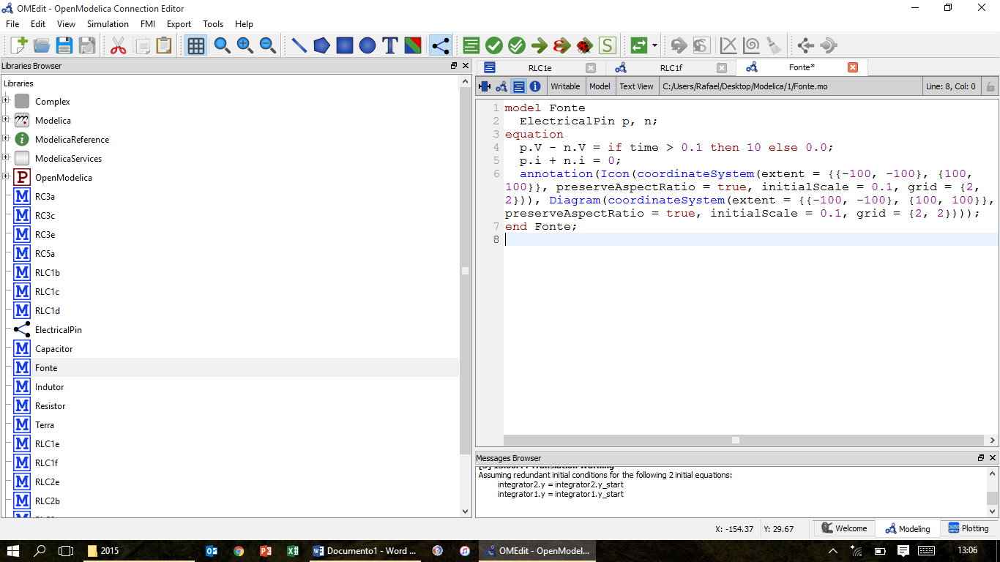 OMEdit - OpenModelica Connection Editor
File Edit View Simulation FMI Export Tools Help
Libraries Browser
Libraries
Complex
Modelica
ModelicaReference
ModelicaServices
OpenModelica
RC3a
RC3c
RC3e
RC5a
RLC1b
RLC1c
RLC1d
ElectricalPin
Capacitor
Fonte
Indutor
Resistor
Terra
RLC1e
RLC1f
RLC2e
RLC2b
RLC1e RLC1f Fonte*
Writable Model Text View C:/Users/Rafael/Desktop/Modelica/1/Fonte.mo Line: 8, Col: 0
1 model Fonte
2 ElectricalPin p, n;
3 equation
4 p.V - n.V = if time > 0.1 then 10 else 0.0;
5 p.i + n.i = 0;
6 annotation(Icon(coordinateSystem(extent = {{-100, -100}, {100,
100}}, preserveAspectRatio = true, initialScale = 0.1, grid = {2,
2})), Diagram(coordinateSystem(extent = {{-100, -100}, {100, 100}},
preserveAspectRatio = true, initialScale = 0.1, grid = {2, 2})));
7 end Fonte;
8
Messages Browser
Translation Warning
Assuming redundant initial conditions for the following 2 initial equations:
integrator2.y = integrator2.y_start
integrator1.y = integrator1.y_start
X: -154.37 Y: 29.67 Welcome Modeling Plotting
2015 Documento1 - Word ... OMEdit - OpenModel... 13:06